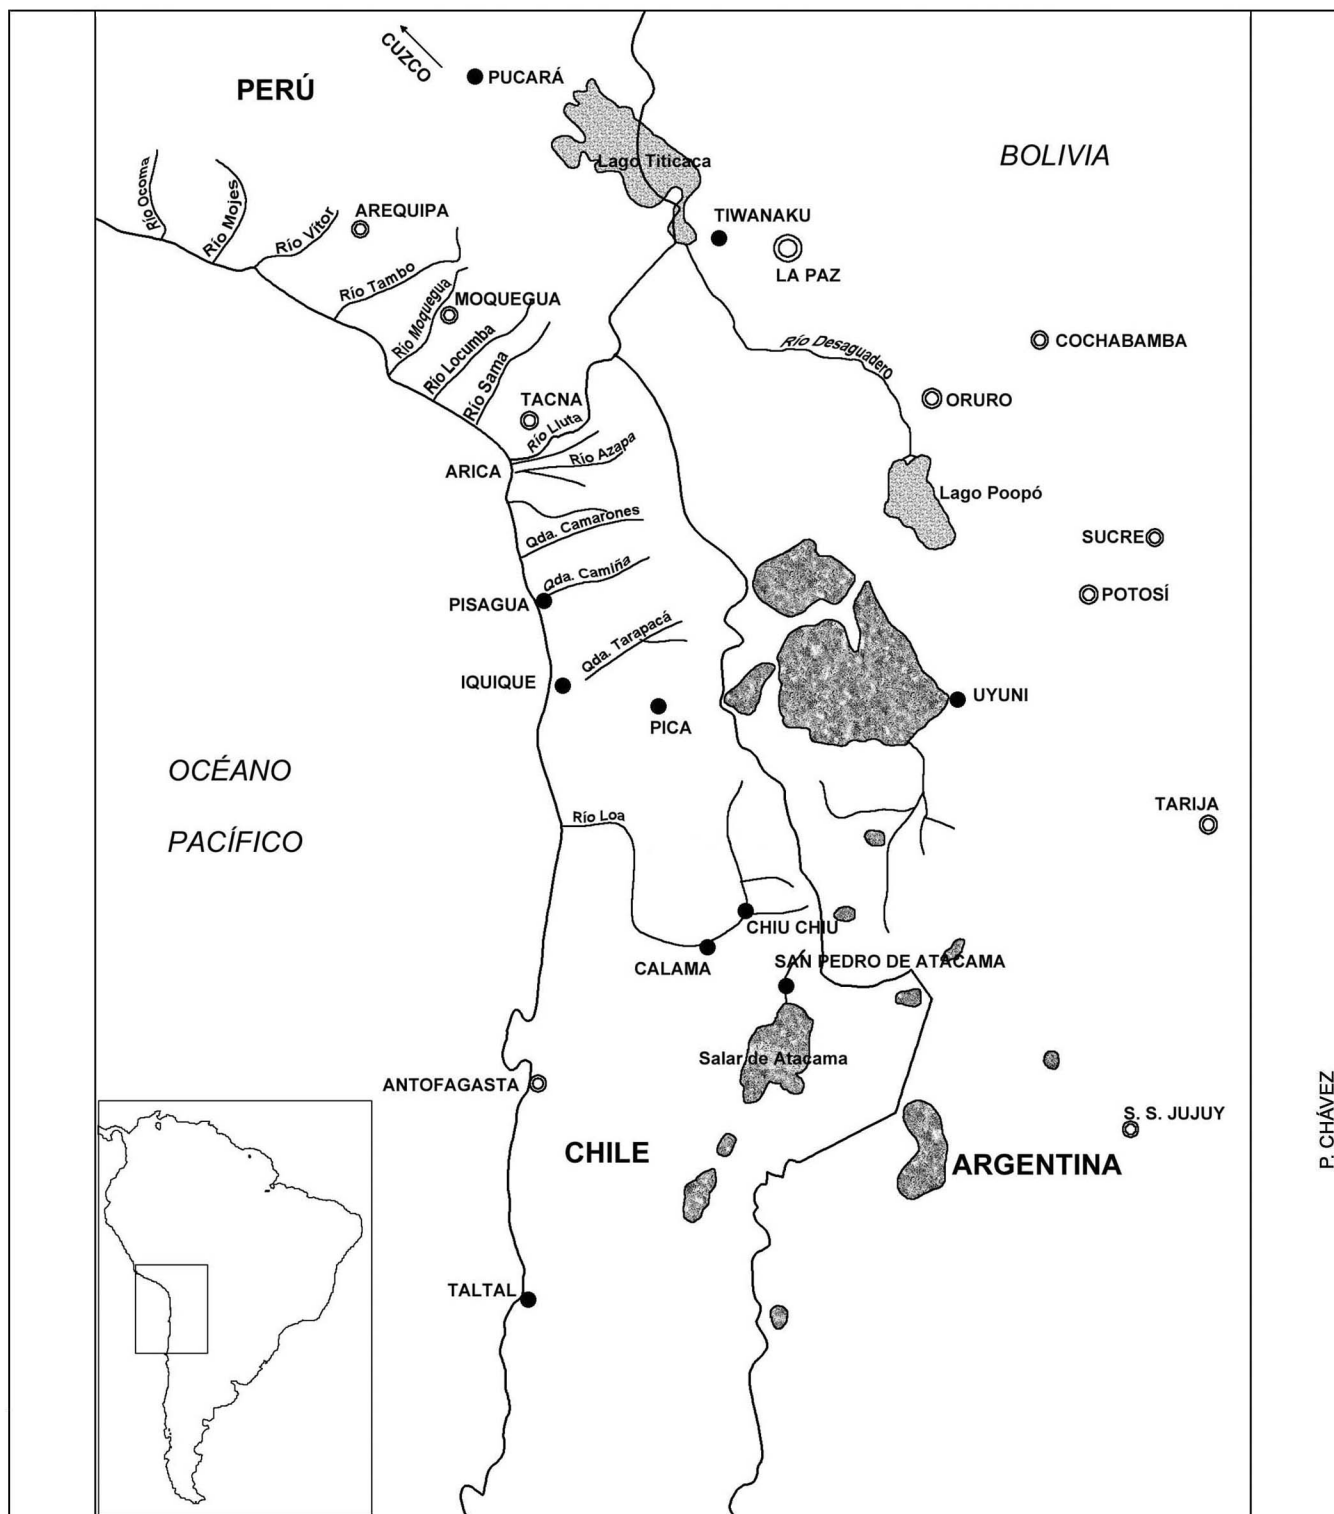 CUZCO
PUCARÁ
PERÚ
Lago Titicaca
BOLIVIA
Río Ocoma
Río Mojes
Río Vítor
AREQUIPA
TIWANAKU
LA PAZ
Río Tambo
Río Moquegua
MOQUEGUA
Río Locumba
Río Sama
Río Desaguadero
COCHABAMBA
TACNA
ORURO
Río Lluta
Río Azapa
ARICA
Lago Poopó
Qda. Camarones
SUCRE
Qda. Camiña
PISAGUA
POTOSÍ
Qda. Tarapacá
IQUIQUE
UYUNI
PICA
OCÉANO
PACÍFICO
Río Loa
TARIJA
CHIU CHIU
CALAMA
SAN PEDRO DE ATACAMA
Salar de Atacama
ANTOFAGASTA
S. S. JUJUY
CHILE
ARGENTINA
TALTAL
P. CHÁVEZ